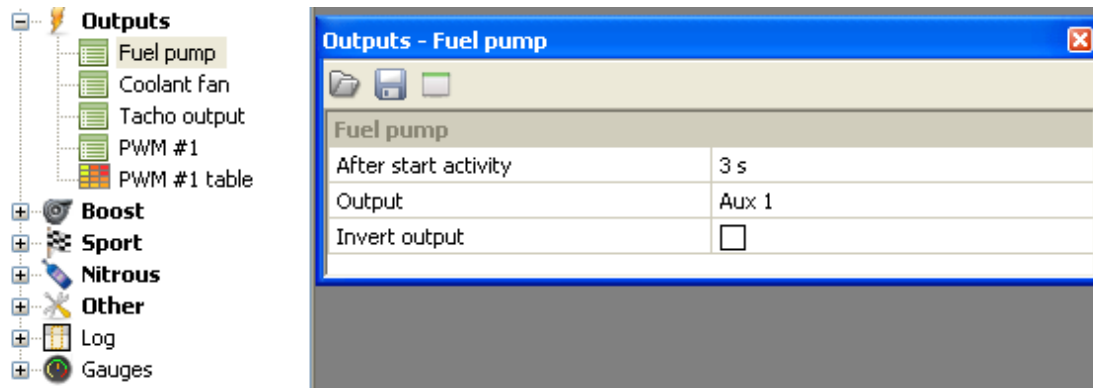 Outputs
Fuel pump
Coolant fan
Tacho output
PWM #1
PWM #1 table
Boost
Sport
Nitrous
Other
Log
Gauges
Outputs - Fuel pump
Fuel pump
After start activity 3 s
Output Aux 1
Invert output